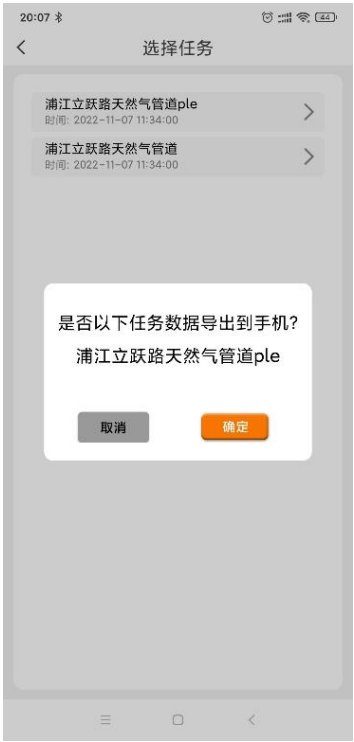 20:07
44
选择任务
浦江立跃路天然气管道ple
时间: 2022-11-07 11:34:00
浦江立跃路天然气管道
时间: 2022-11-07 11:34:00
是否以下任务数据导出到手机?
浦江立跃路天然气管道ple
取消
确定